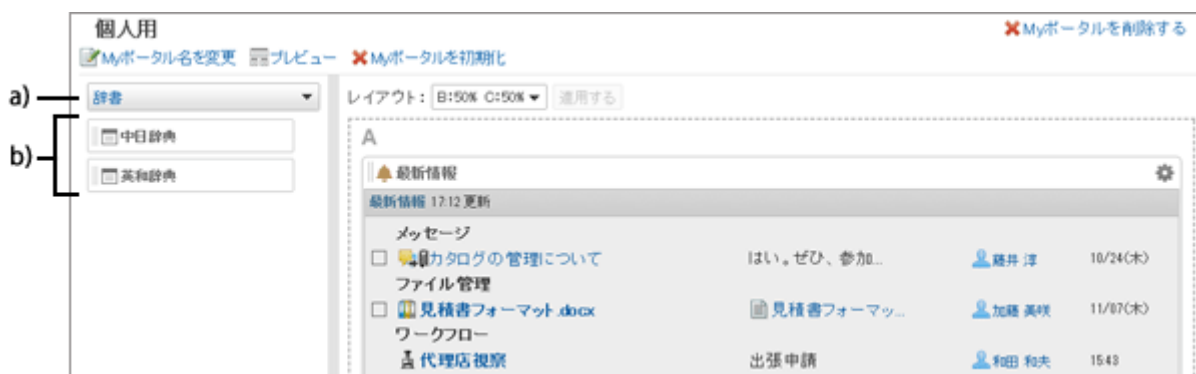 個人用
Myポータルを削除する
Myポータル名を変更 プレビュー Myポータルを初期化
a)
辞書
レイアウト: B:50% C:50% 適用する
b)
中日辞典
英和辞典
A
最新情報
最新情報 17:12 更新
メッセージ
カタログの管理について はい。ぜひ、参加... 藤井 淳 10/24(木)
ファイル管理
見積書フォーマット.docx 見積書フォーマッ... 加藤 美咲 11/07(木)
ワークフロー
代理店視察 出張申請 和田 和夫 15:43